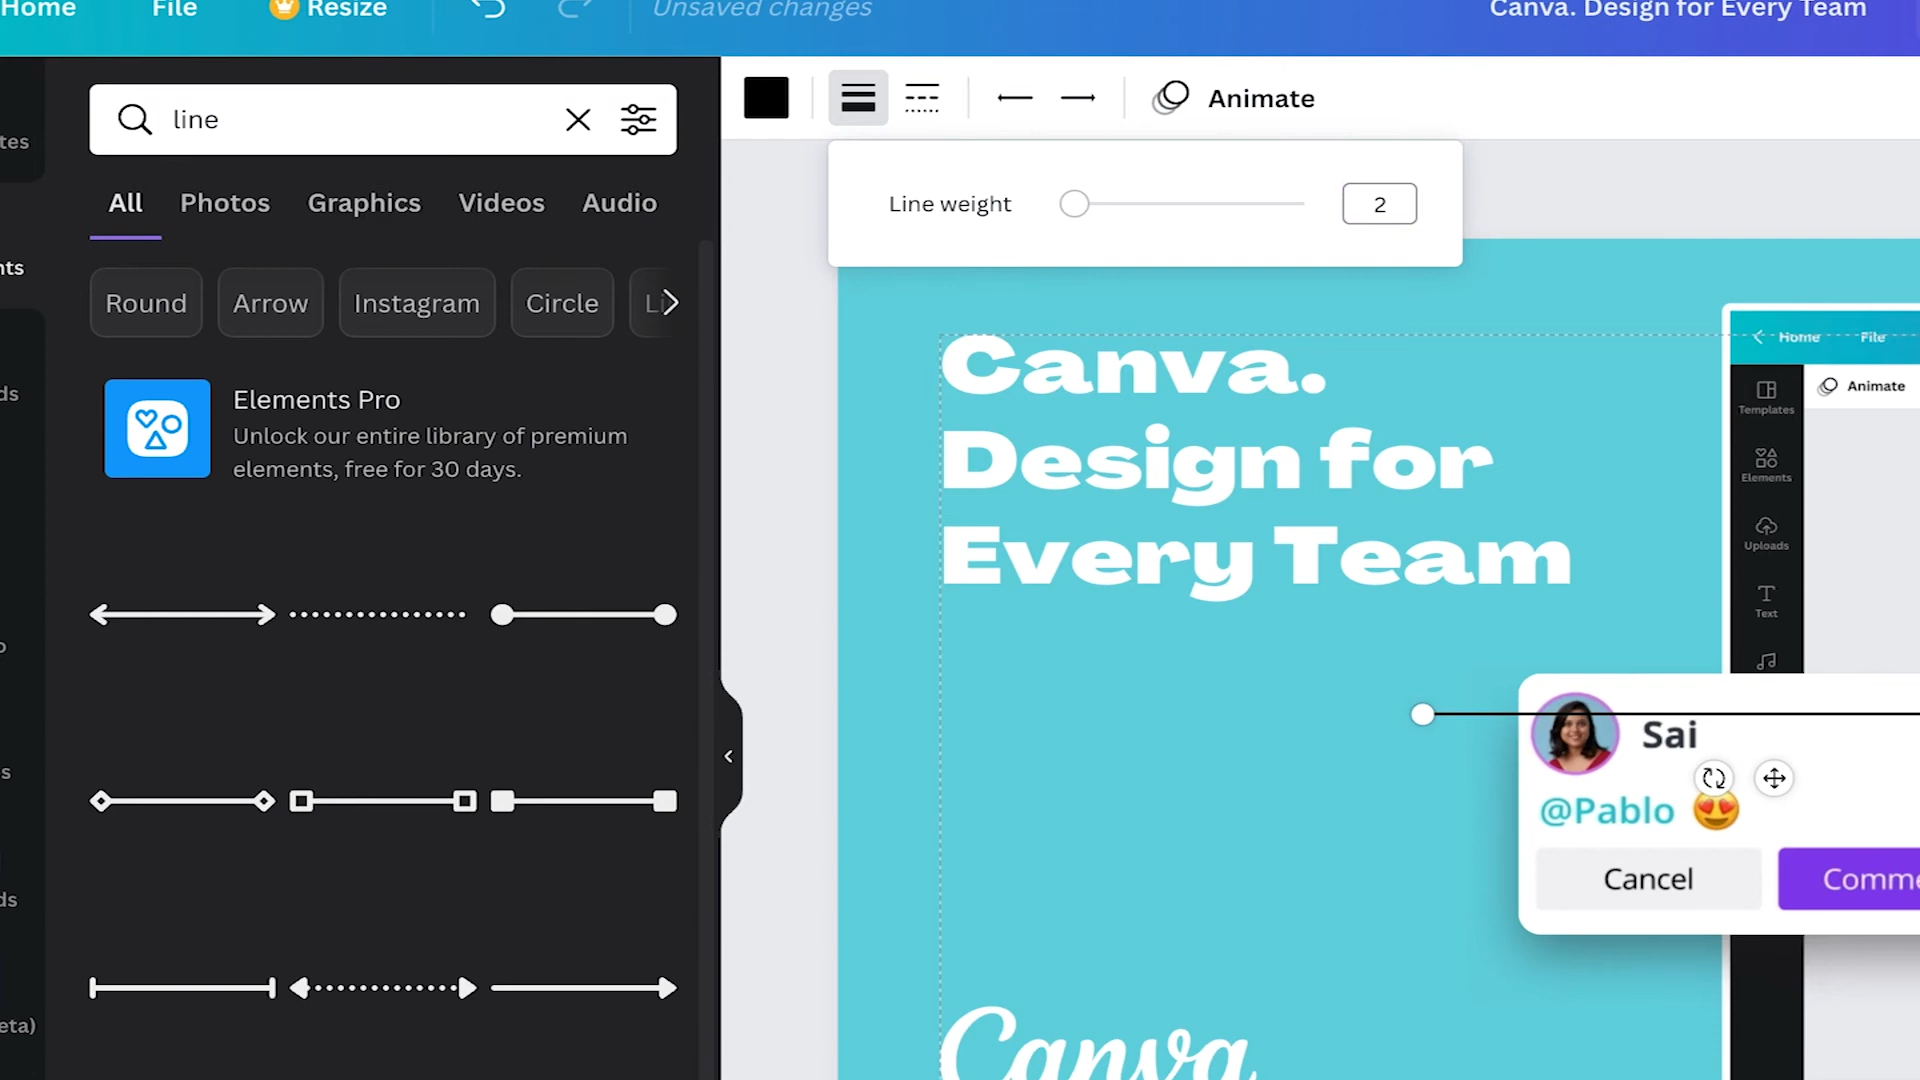 Home File Resize Unsaved changes Canva. Design for Every Team
line
All Photos Graphics Videos Audio
Round Arrow Instagram Circle
Elements Pro
Unlock our entire library of premium
elements, free for 30 days.
Animate
Line weight 2
Canva.
Design for
Every Team
Home File
Animate
Templates
Elements
Uploads
Text
Sai
@Pablo 😍
Cancel
Canva